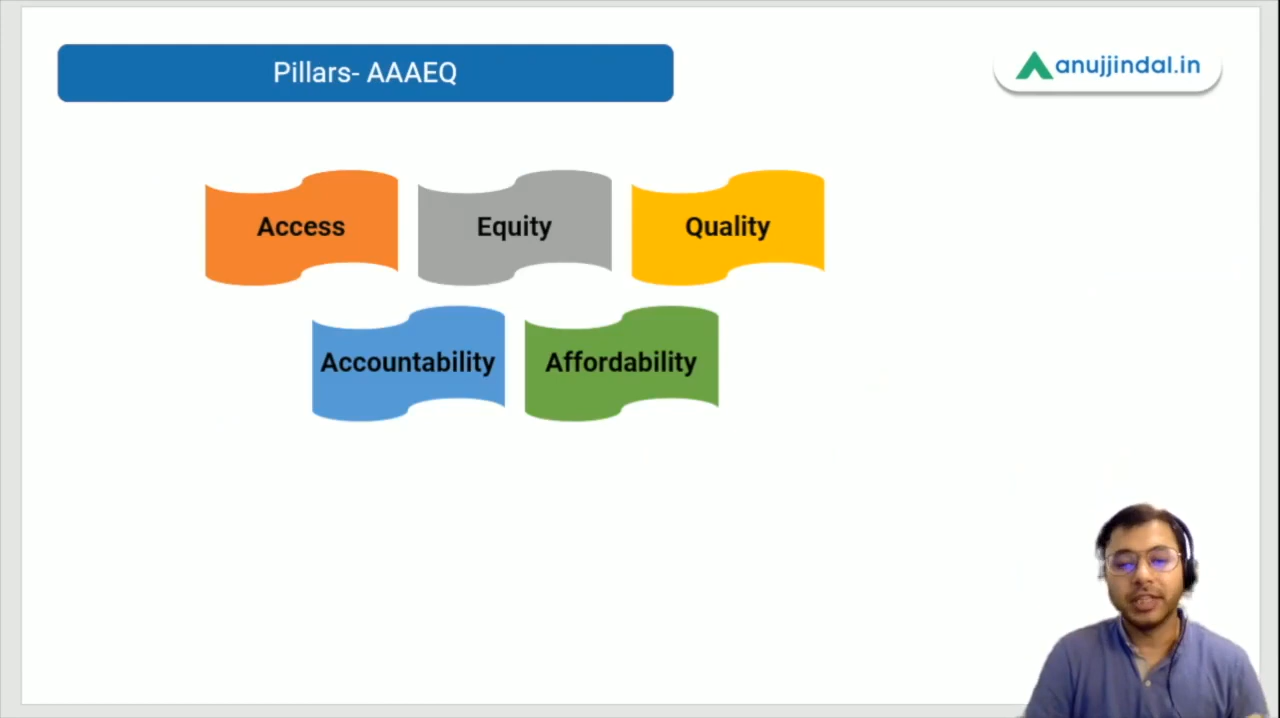 Pillars- AAAEQ
anujjindal.in
Access
Equity
Quality
Accountability
Affordability